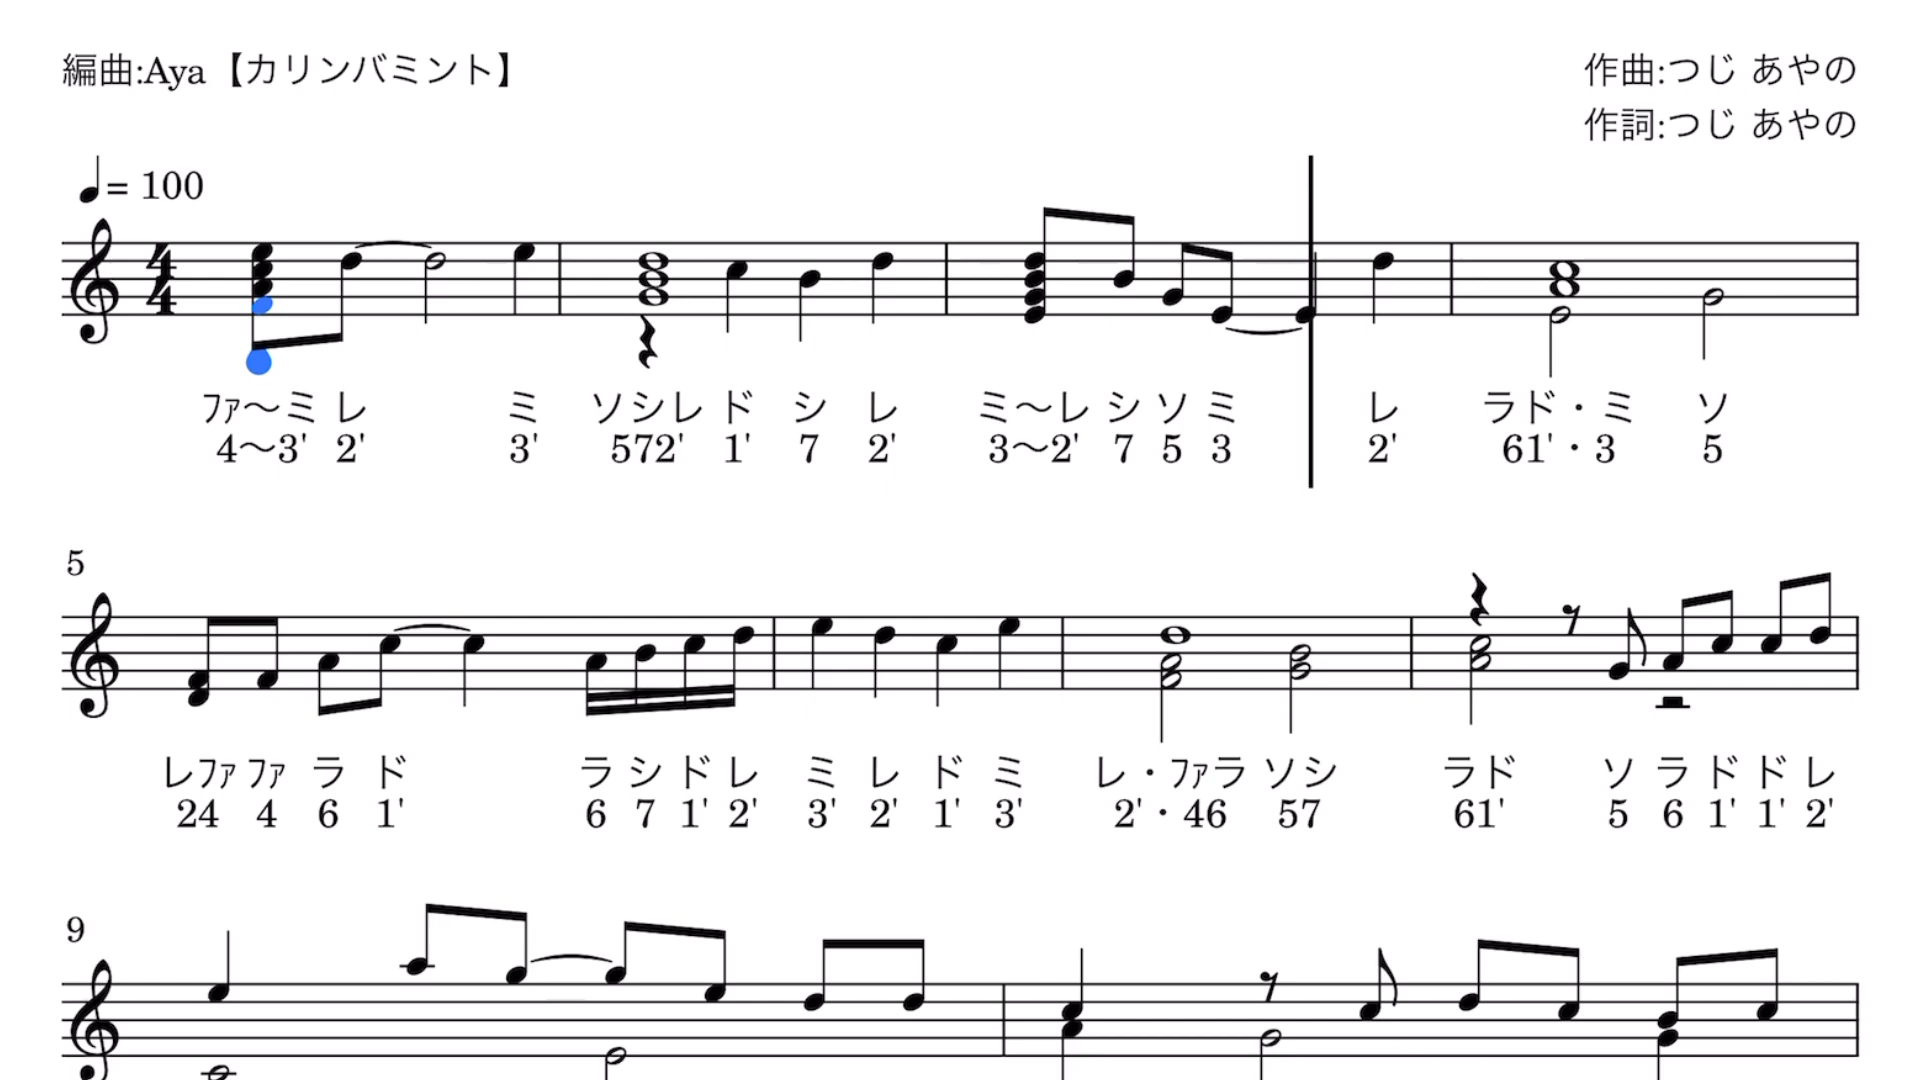 編曲:Aya【カリンバミント】
作曲:つじ あやの
作詞:つじ あやの
= 100
4
4
ファ～ミ レ ミ ソシレ ド シ レ ミ～レ シ ソ ミ レ ラド・ミ ソ
4～3' 2' 3' 572' 1' 7 2' 3～2' 7 5 3 2' 61'・3 5
5
レファ ファ ラ ド ラ シ ド レ ミ レ ド ミ レ・ファラ ソシ ラド ソ ラ ド ド レ
24 4 6 1' 6 7 1' 2' 3' 2' 1' 3' 2'・46 57 61' 5 6 1' 1' 2'
9